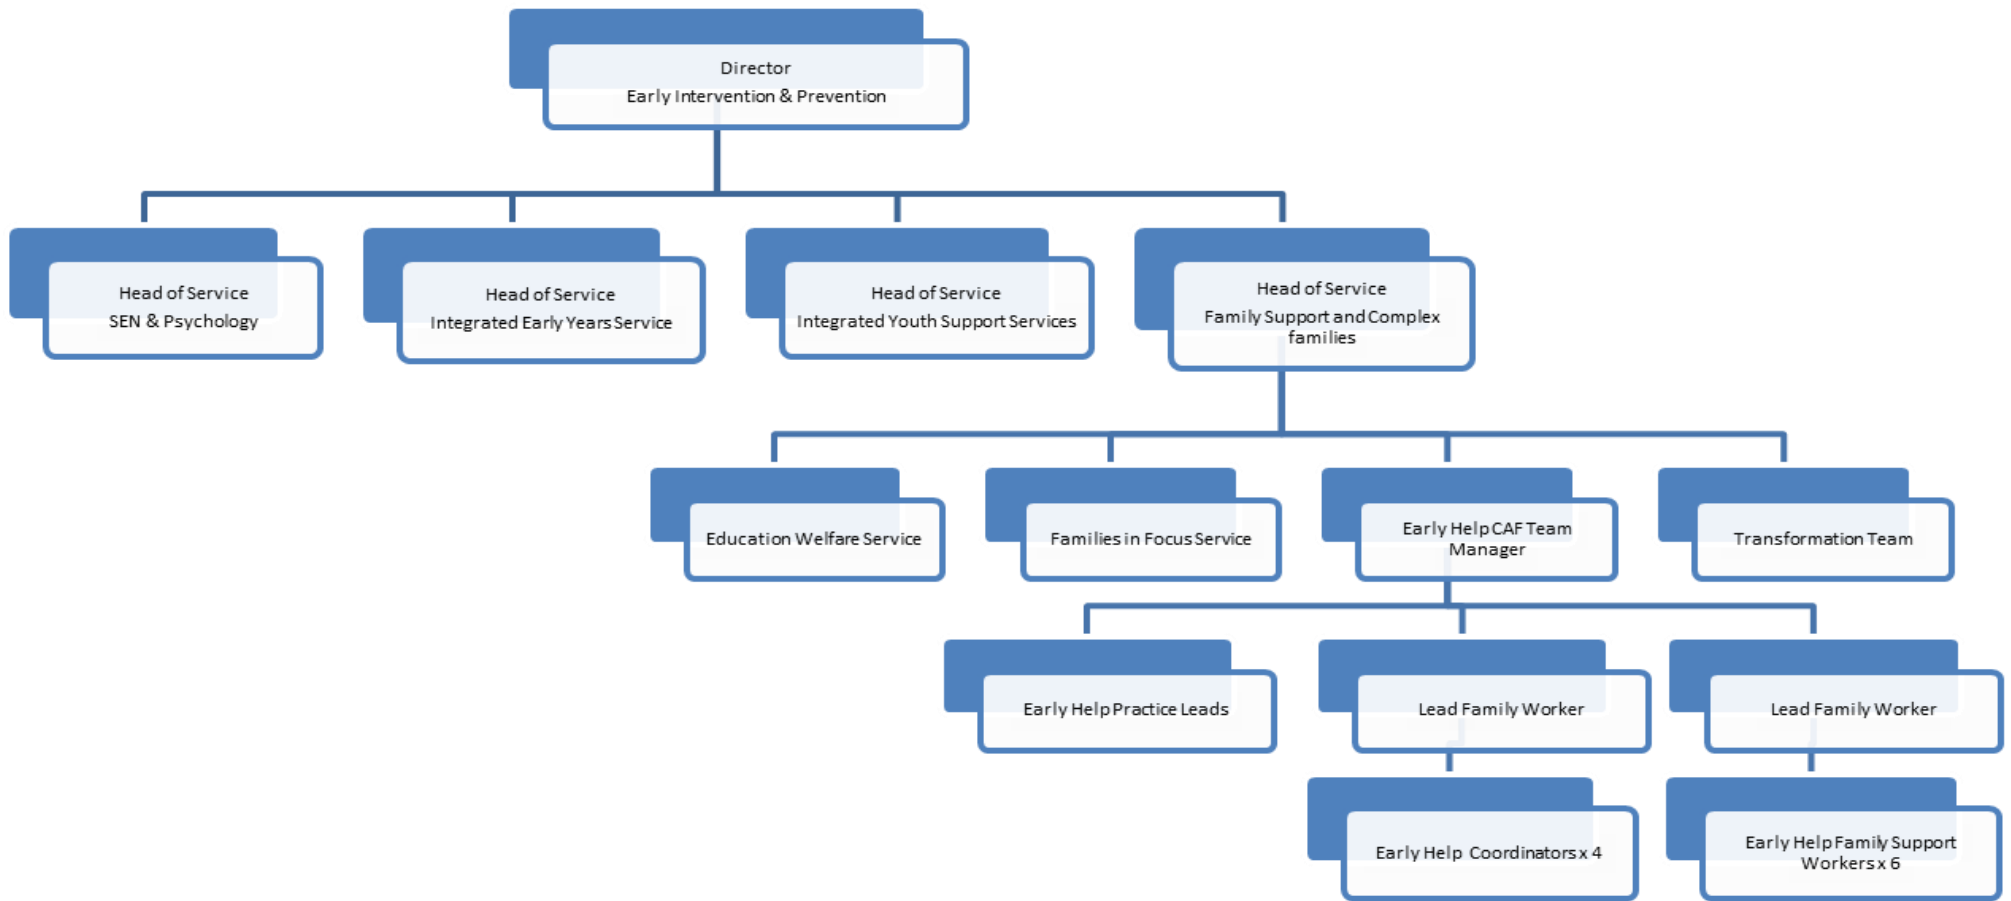 Director
Early Intervention & Prevention
Head of Service
SEN & Psychology
Head of Service
Integrated Early Years Service
Head of Service
Integrated Youth Support Services
Head of Service
Family Support and Complex
families
Education Welfare Service
Families in Focus Service
Early Help CAF Team
Manager
Transformation Team
Early Help Practice Leads
Lead Family Worker
Lead Family Worker
Early Help Coordinators x 4
Early Help Family Support
Workers x 6